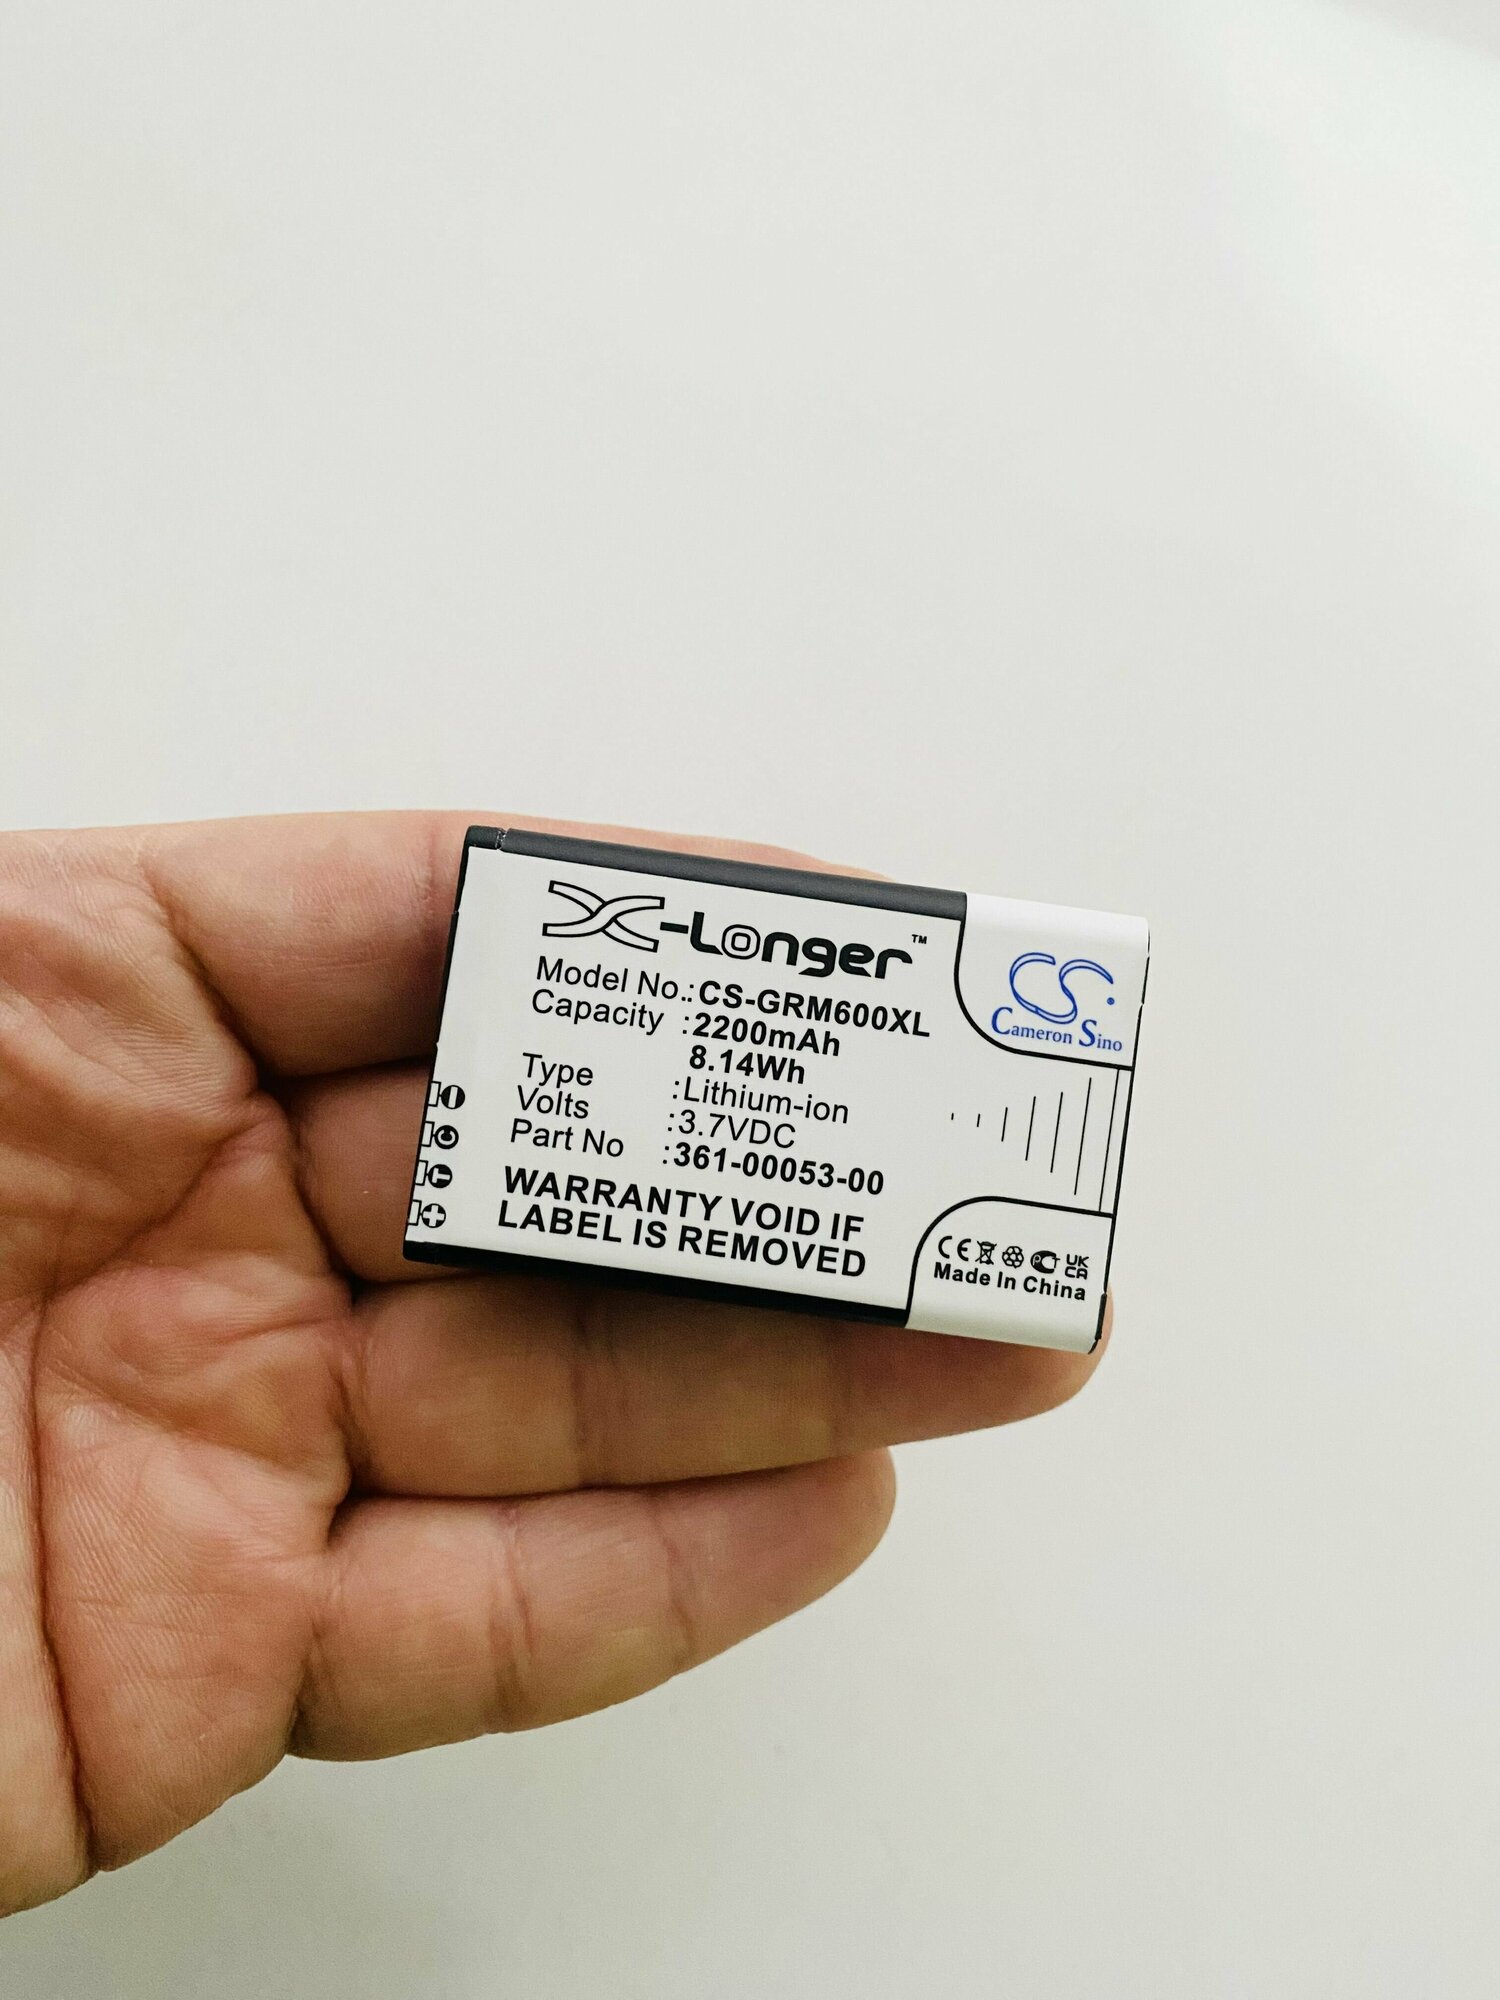 X-Longer™
CS
Cameron Sino
Model No.:CS-GRM600XL
Capacity :2200mAh
8.14Wh
Type :Lithium-ion
Volts :3.7VDC
Part No :361-00053-00
WARRANTY VOID IF
LABEL IS REMOVED
CE UK CA
Made In China